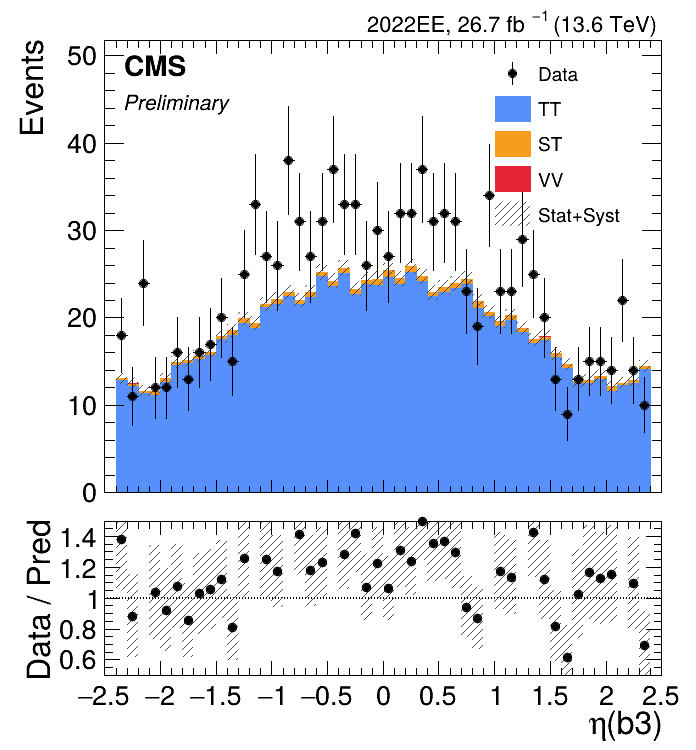 2022EE, 26.7 fb⁻¹ (13.6 TeV)
Events
50
40
30
20
10
0
CMS
Preliminary
Data
TT
ST
VV
Stat+Syst
Data / Pred
1.4
1.2
1
0.8
0.6
−2.5 −2 −1.5 −1 −0.5 0 0.5 1 1.5 2 2.5
η(b3)